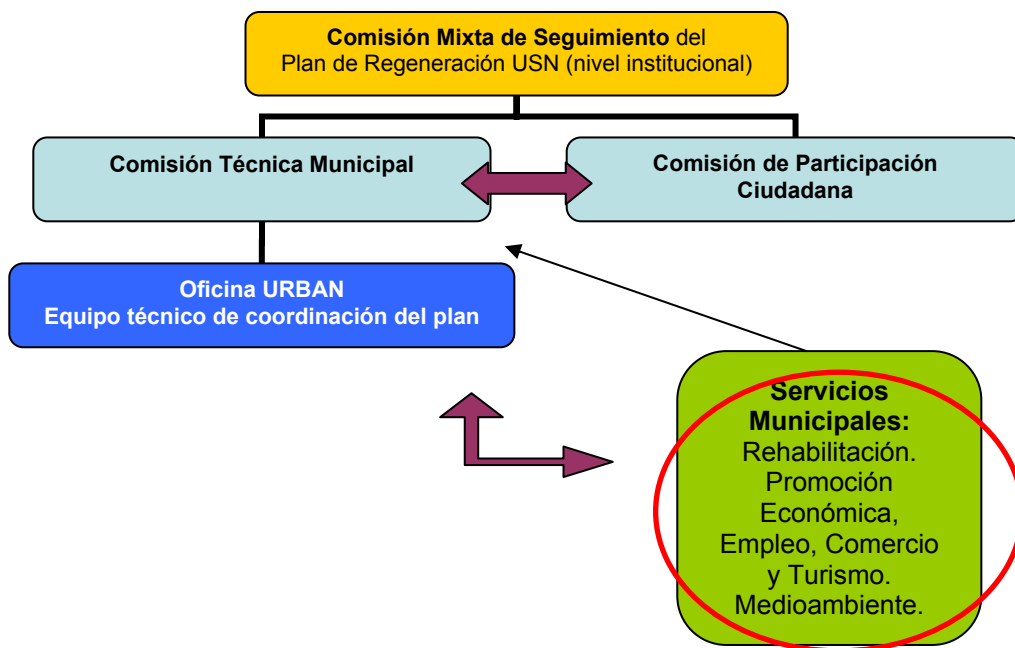 Comisión Mixta de Seguimiento del
Plan de Regeneración USN (nivel institucional)
Comisión Técnica Municipal
Comisión de Participación
Ciudadana
Oficina URBAN
Equipo técnico de coordinación del plan
Servicios
Municipales:
Rehabilitación.
Promoción
Económica,
Empleo, Comercio
y Turismo.
Medioambiente.